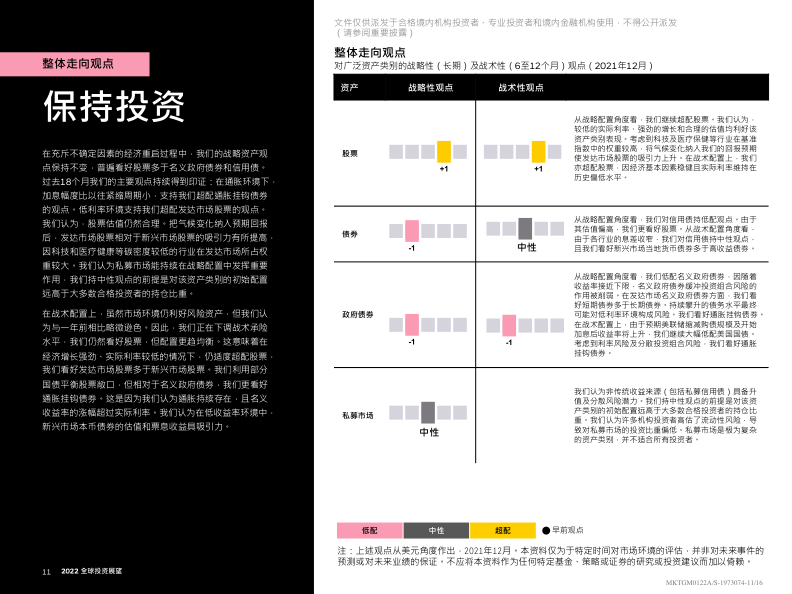 文件仅供派发于合格境内机构投资者、专业投资者和境内金融机构使用，不得公开派发
（请参阅重要披露）
整体走向观点
保持投资
在充斥不确定因素的经济重启过程中，我们的战略资产观
点保持不变，普遍看好股票多于名义政府债券和信用债。
过去18个月我们的主要观点持续得到印证：在通胀环境下，
加息幅度比以往紧缩周期小，支持我们超配通胀挂钩债券
的观点。低利率环境支持我们超配发达市场股票的观点。
我们认为，股票估值仍然合理。把气候变化纳入预期回报
后，发达市场股票相对于新兴市场股票的吸引力有所提高，
因科技和医疗健康等碳密度较低的行业在发达市场所占权
重较大。我们认为私募市场能持续在战略配置中发挥重要
作用，我们持中性观点的前提是对该资产类别的初始配置
远高于大多数合格投资者的持仓比重。
在战术配置上，虽然市场环境仍利好风险资产，但我们认
为与一年前相比略微逊色。因此，我们正在下调战术承险
水平，我们仍然看好股票，但配置更趋均衡。这意味着在
经济增长强劲、实际利率较低的情况下，仍适度超配股票，
我们看好发达市场股票多于新兴市场股票。我们利用部分
国债平衡股票敞口，但相对于名义政府债券，我们更看好
通胀挂钩债券。这是因为我们认为通胀持续存在，且名义
收益率的涨幅超过实际利率。我们认为在低收益率环境中，
新兴市场本币债券的估值和票息收益具吸引力。
11 2022 全球投资展望
整体走向观点
对广泛资产类别的战略性（长期）及战术性（6至12个月）观点（2021年12月）
资产 战略性观点 战术性观点
股票
+1
+1
从战略配置角度看，我们继续超配股票。我们认为，
较低的实际利率，强劲的增长和合理的估值均利好该
资产类别表现。考虑到科技及医疗保健等行业在基准
指数中的权重较高，将气候变化纳入我们的回报预期
使发达市场股票的吸引力上升。在战术配置上，我们
亦超配股票，因经济基本因素稳健且实际利率维持在
历史偏低水平。
债券
-1
中性
从战略配置角度看，我们对信用债持低配观点。由于
其估值偏高，我们更看好股票。从战术配置角度看，
由于各行业的息差收窄，我们对信用债持中性观点，
且我们看好新兴市场当地货币债券多于高收益债券。
政府债券
-1
-1
从战略配置角度看，我们低配名义政府债券，因随着
收益率接近下限，名义政府债券缓冲投资组合风险的
作用被削弱。在发达市场名义政府债券方面，我们看
好短期债券多于长期债券。持续攀升的债务水平最终
可能对低利率环境构成风险。我们看好通胀挂钩债券。
在战术配置上，由于预期美联储缩减购债规模及开始
加息后收益率将上升，我们继续大幅低配美国国债。
考虑到利率风险及分散投资组合风险，我们看好通胀
挂钩债券。
私募市场
中性
我们认为非传统收益来源（包括私募信用债）具备升
值及分散风险潜力。我们持中性观点的前提是对该资
产类别的初始配置远高于大多数合格投资者的持仓比
重。我们认为许多机构投资者高估了流动性风险，导
致对私募市场的投资比重偏低。私募市场是极为复杂
的资产类别，并不适合所有投资者。
低配 中性 超配 早前观点
注：上述观点从美元角度作出，2021年12月。本资料仅为于特定时间对市场环境的评估，并非对未来事件的
预测或对未来业绩的保证。不应将本资料作为任何特定基金、策略或证券的研究或投资建议而加以倚赖。
MKTGM0122A/S-1973074-11/16